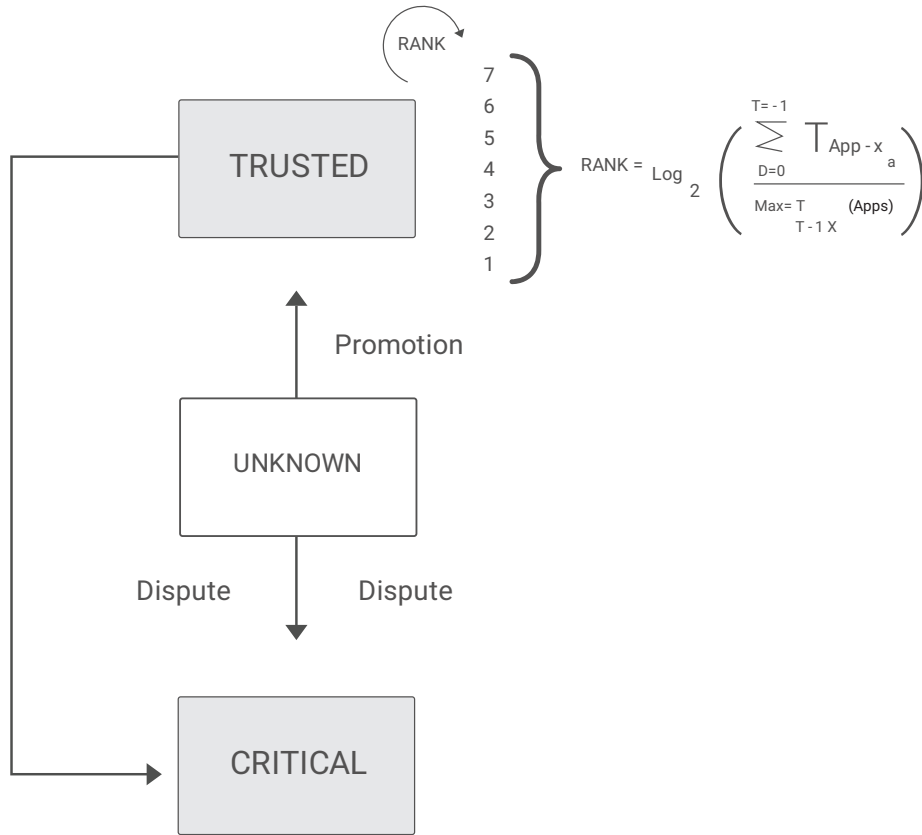 RANK
TRUSTED
7
6
5
4
3
2
1
RANK = Log 2
T= - 1
∑ T App - x a
D=0
Max= T (Apps)
T - 1 X
Promotion
UNKNOWN
Dispute Dispute
CRITICAL